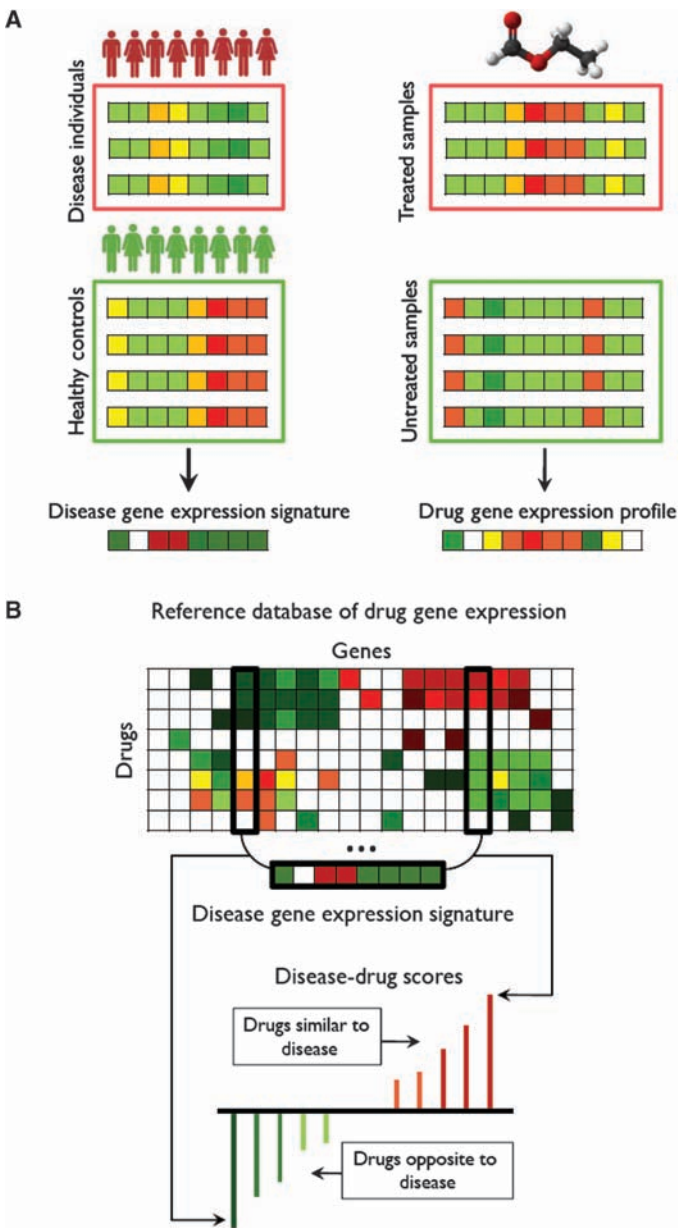 A
Disease individuals
Treated samples
Healthy controls
Untreated samples
Disease gene expression signature
Drug gene expression profile
B
Reference database of drug gene expression
Genes
Drugs
...
Disease gene expression signature
Disease-drug scores
Drugs similar to
disease
Drugs opposite to
disease